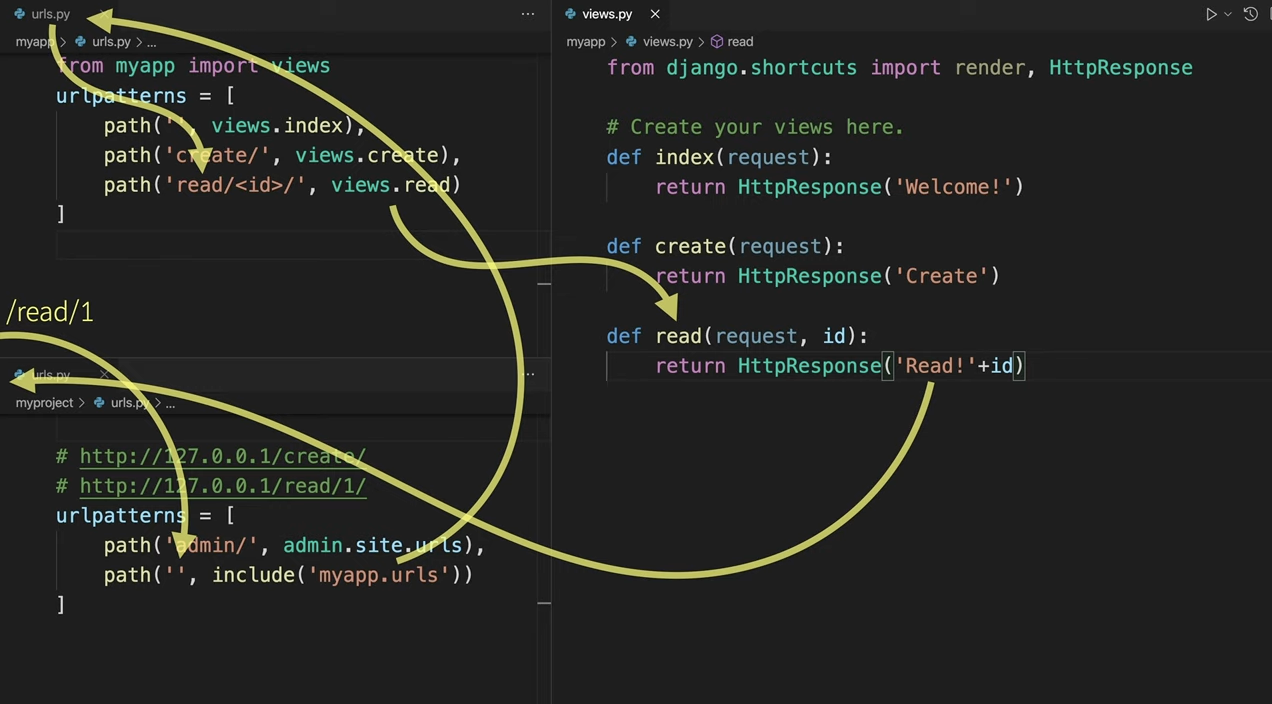 urls.py
myapp > urls.py > ...
from myapp import views
urlpatterns = [
path('', views.index),
path('create/', views.create),
path('read/<id>/', views.read)
]
/read/1
urls.py
myproject > urls.py > ...
# http://127.0.0.1/create/
# http://127.0.0.1/read/1/
urlpatterns = [
path('admin/', admin.site.urls),
path('', include('myapp.urls'))
]
views.py
myapp > views.py > read
from django.shortcuts import render, HttpResponse
# Create your views here.
def index(request):
return HttpResponse('Welcome!')
def create(request):
return HttpResponse('Create')
def read(request, id):
return HttpResponse('Read!'+id)